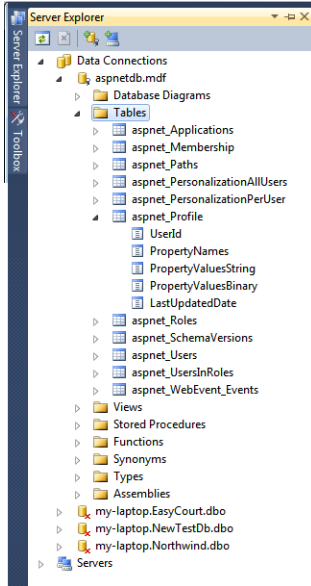 Server Explorer
Server Explorer
Toolbox
Data Connections
aspnetdb.mdf
Database Diagrams
Tables
aspnet_Applications
aspnet_Membership
aspnet_Paths
aspnet_PersonalizationAllUsers
aspnet_PersonalizationPerUser
aspnet_Profile
UserId
PropertyNames
PropertyValuesString
PropertyValuesBinary
LastUpdatedDate
aspnet_Roles
aspnet_SchemaVersions
aspnet_Users
aspnet_UsersInRoles
aspnet_WebEvent_Events
Views
Stored Procedures
Functions
Synonyms
Types
Assemblies
my-laptop.EasyCourt.dbo
my-laptop.NewTestDb.dbo
my-laptop.Northwind.dbo
Servers